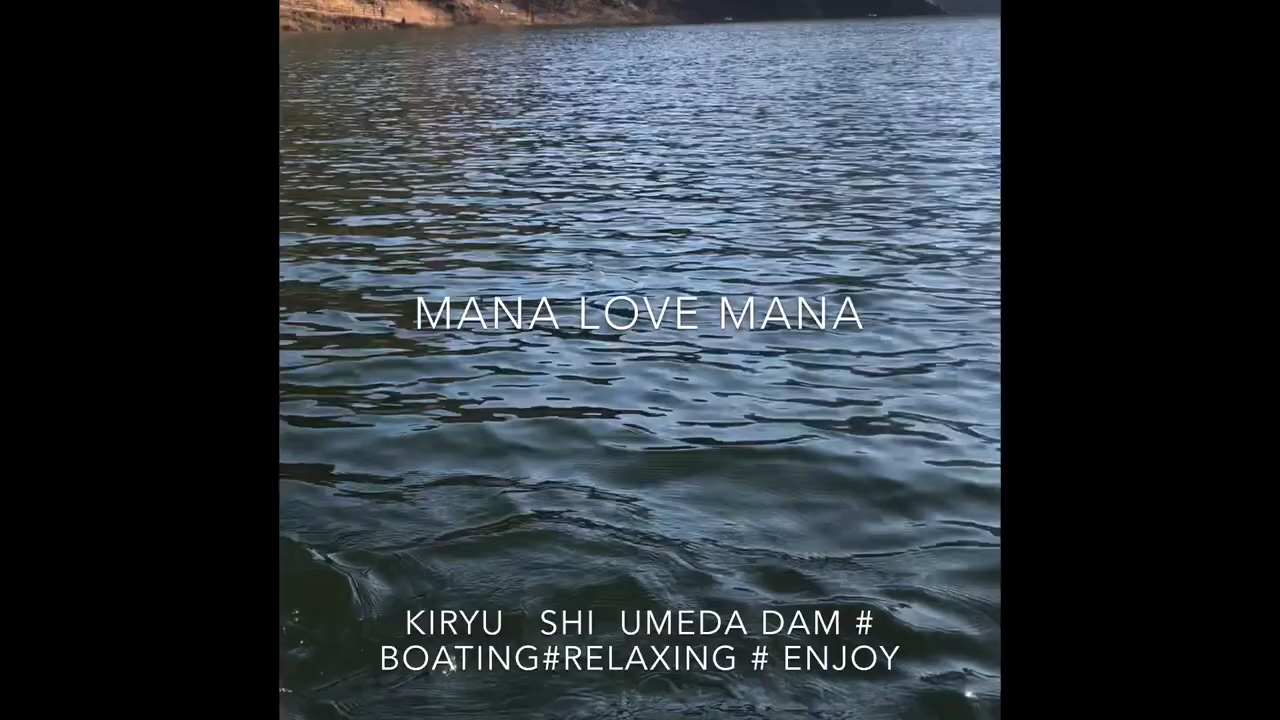 MANA LOVE MANA
KIRYU SHI UMEDA DAM #
BOATING#RELAXING # ENJOY